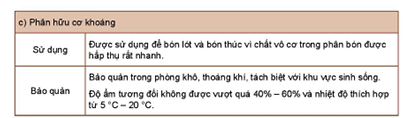 c) Phân hữu cơ khoáng
Sử dụng
Được sử dụng để bón lót và bón thúc vì chất vô cơ trong phân bón được
hấp thụ rất nhanh.
Bảo quản
Bảo quản trong phòng khô, thoáng khí, tách biệt với khu vực sinh sống.
Độ ẩm tương đối không được vượt quá 40% – 60% và nhiệt độ thích hợp
từ 5 °C – 20 °C.